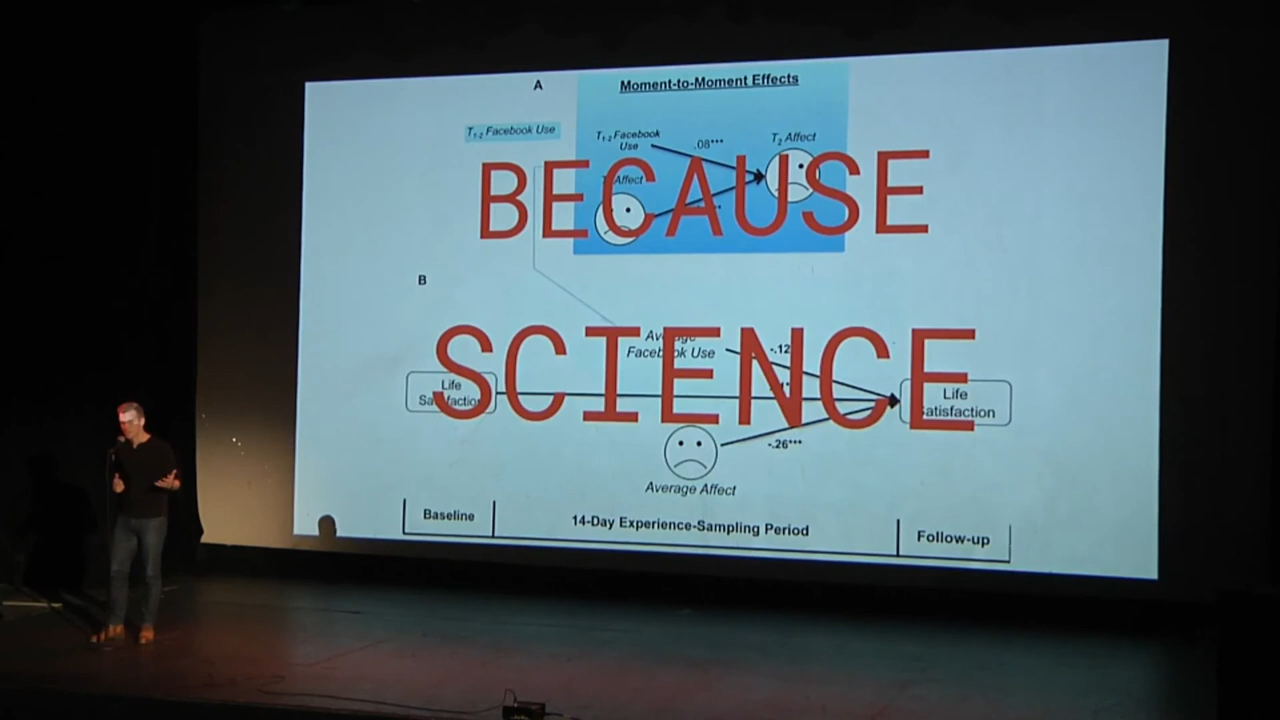 A
Moment-to-Moment Effects
T1-2 Facebook Use
T1-2 Facebook
Use
.08***
T2 Affect
Affect
BECAUSE
B
SCIENCE
Average
Facebook Use
-.12
Life
Satisfaction
Life
Satisfaction
-.26***
Average Affect
Baseline
14-Day Experience-Sampling Period
Follow-up